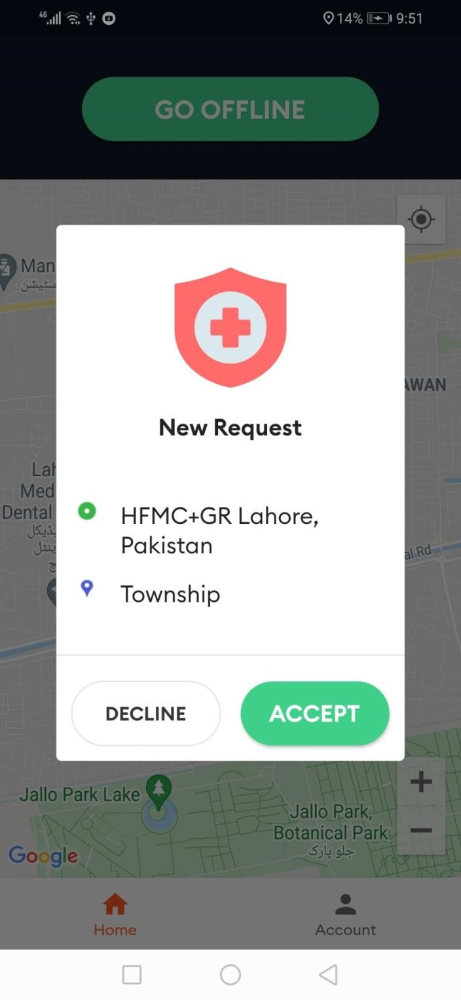 4G 14% 9:51
GO OFFLINE
Man
سٹیشن
AWAN
New Request
Lah
Med
Dental
یڈیکل
ینٹل
ج
HFMC+GR Lahore,
Pakistan
al Rd
Township
DECLINE ACCEPT
Jallo Park Lake
Jallo Park,
Botanical Park
جلو پارک
Google
Home Account